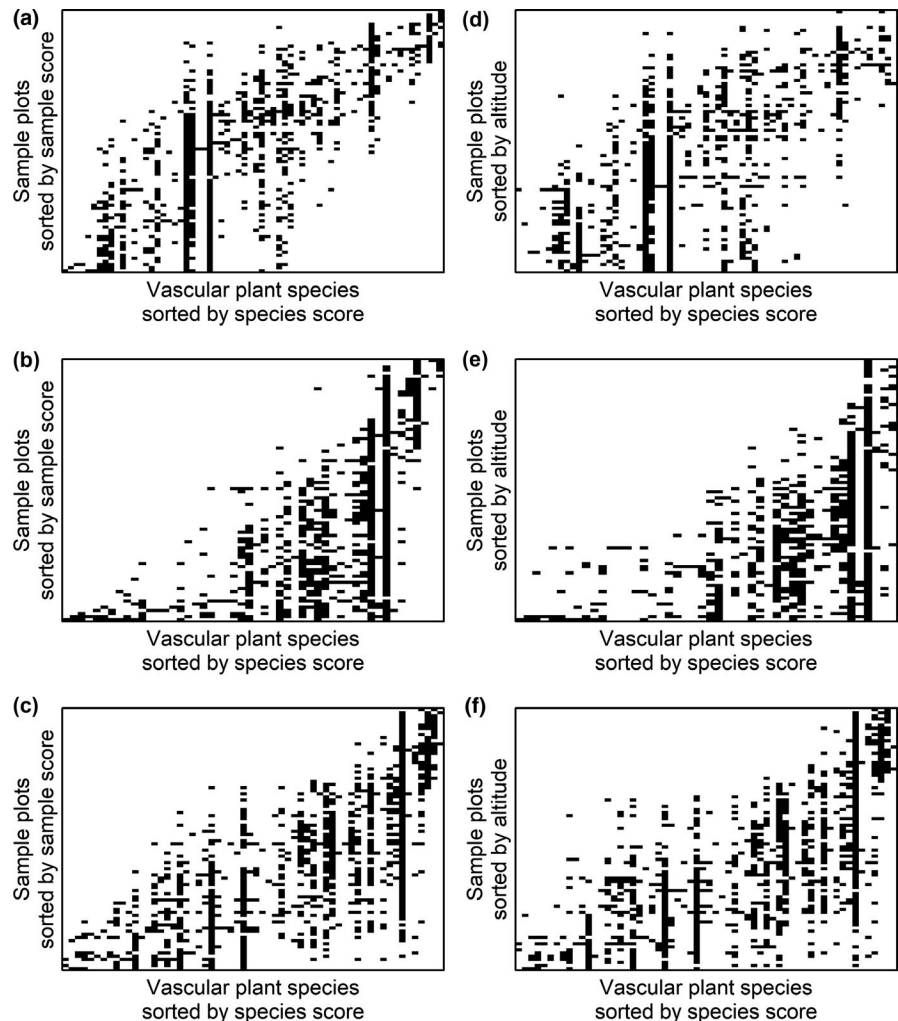 (a)
Sample plots
sorted by sample score
Vascular plant species
sorted by species score
(d)
Sample plots
sorted by altitude
Vascular plant species
sorted by species score
(b)
Sample plots
sorted by sample score
Vascular plant species
sorted by species score
(e)
Sample plots
sorted by altitude
Vascular plant species
sorted by species score
(c)
Sample plots
sorted by sample score
Vascular plant species
sorted by species score
(f)
Sample plots
sorted by altitude
Vascular plant species
sorted by species score